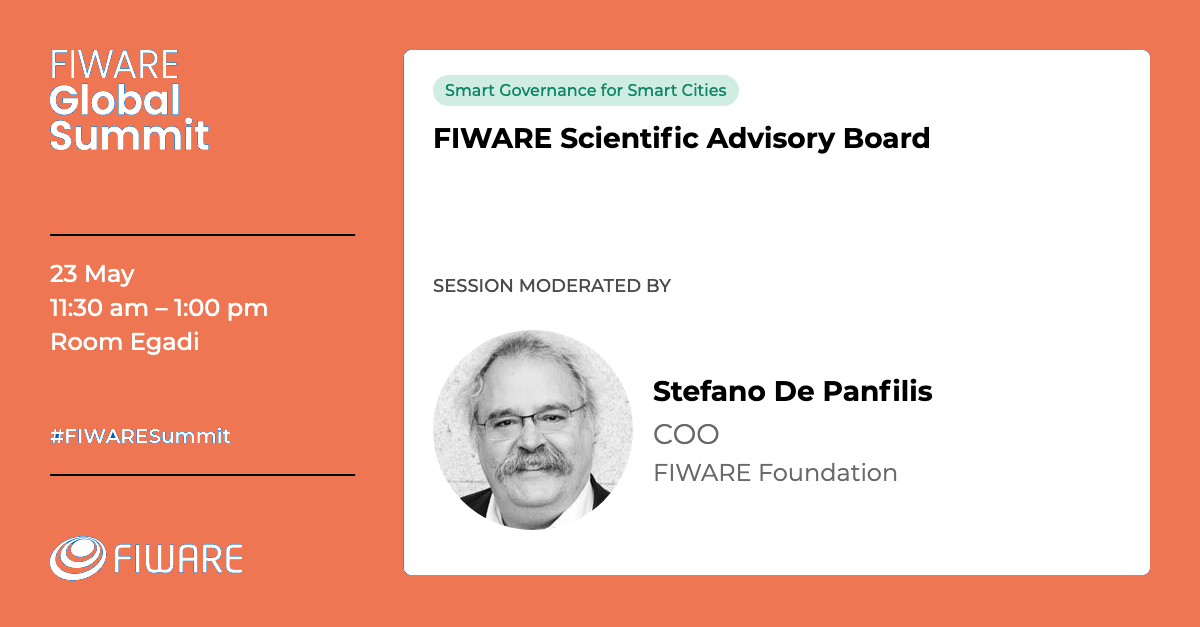 FIWARE
Global
Summit
23 May
11:30 am – 1:00 pm
Room Egadi
#FIWARESummit
FIWARE
Smart Governance for Smart Cities
FIWARE Scientific Advisory Board
SESSION MODERATED BY
Stefano De Panfilis
COO
FIWARE Foundation